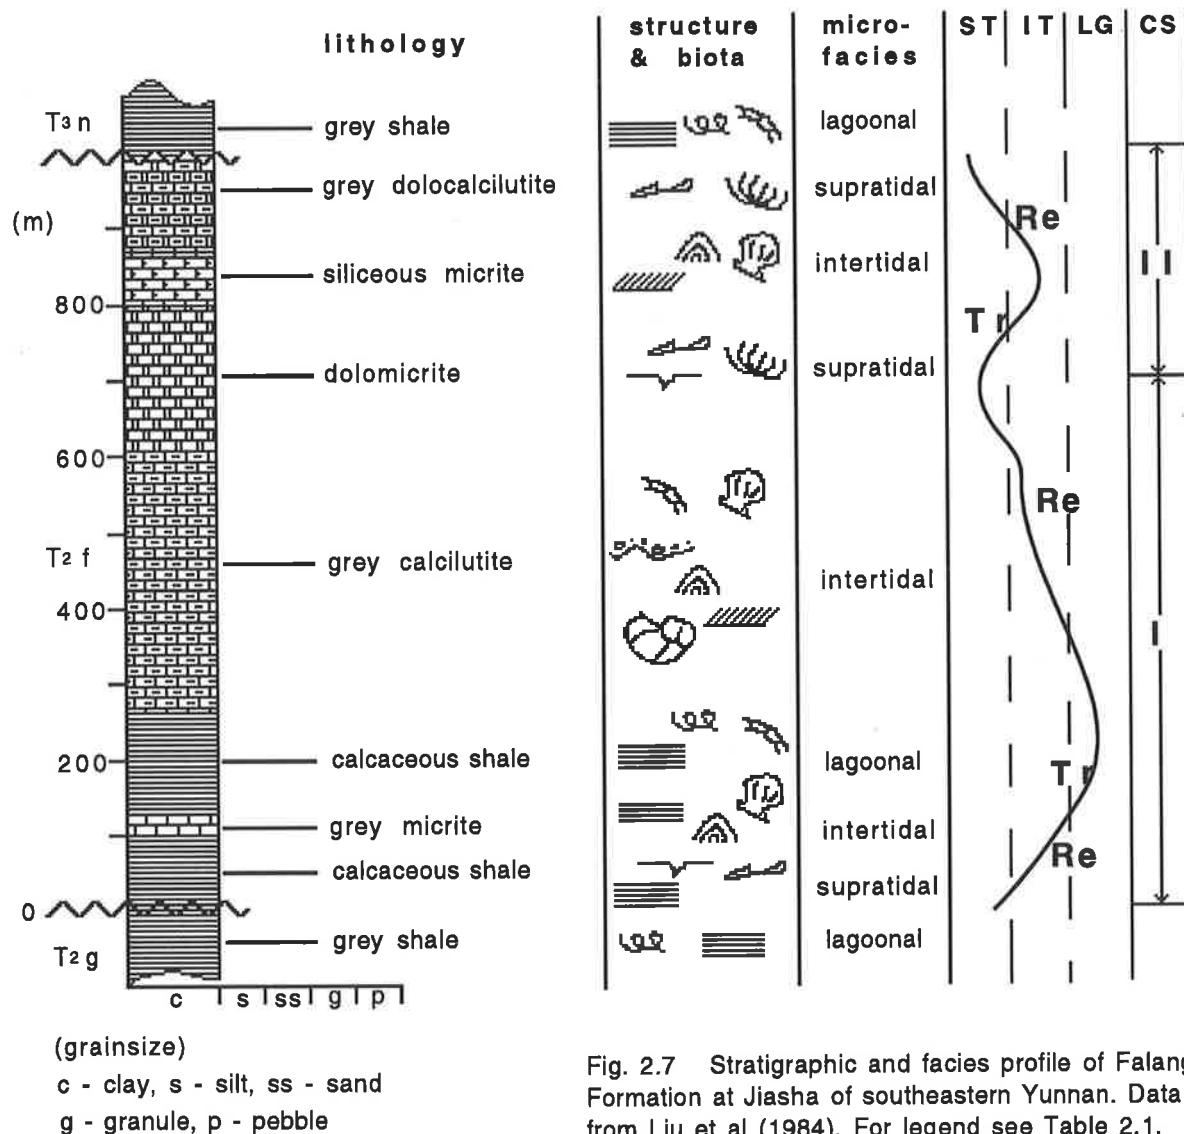 lithology
structure
& biota
micro-
facies
ST
IT
LG
CS
T3 n
grey shale
lagoonal
grey dolocalcilutite
supratidal
Re
(m)
siliceous micrite
intertidal
II
800
Tr
dolomicrite
supratidal
600
Re
T2 f
grey calcilutite
intertidal
400
I
200
calcaceous shale
lagoonal
Tr
grey micrite
intertidal
Re
calcaceous shale
supratidal
0
grey shale
lagoonal
T2 g
c s ss g p
(grainsize)
c - clay, s - silt, ss - sand
g - granule, p - pebble
Fig. 2.7 Stratigraphic and facies profile of Falang
Formation at Jiasha of southeastern Yunnan. Data
from Liu et al (1984). For legend see Table 2.1.